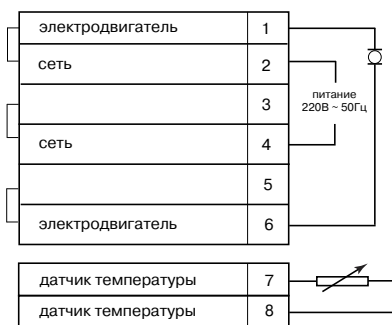 электродвигатель 1
сеть 2
питание
220В ~ 50Гц
3
сеть 4
5
электродвигатель 6
датчик температуры 7
датчик температуры 8